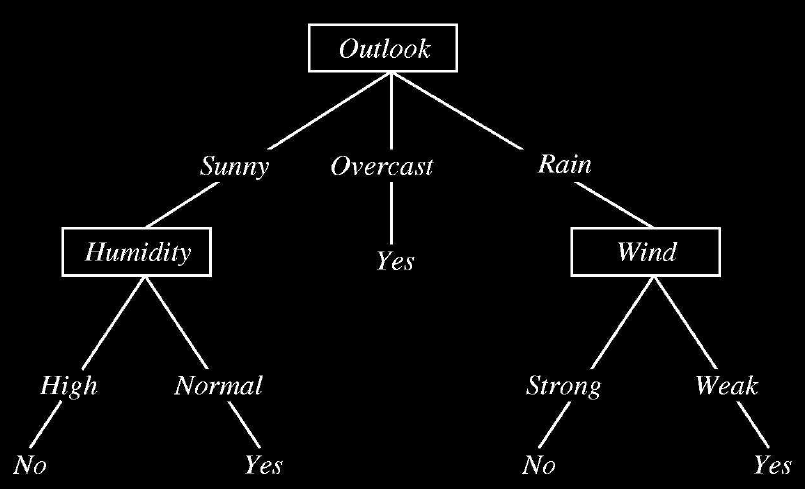 Outlook
Sunny Overcast Rain
Humidity Yes Wind
High Normal Strong Weak
No Yes No Yes